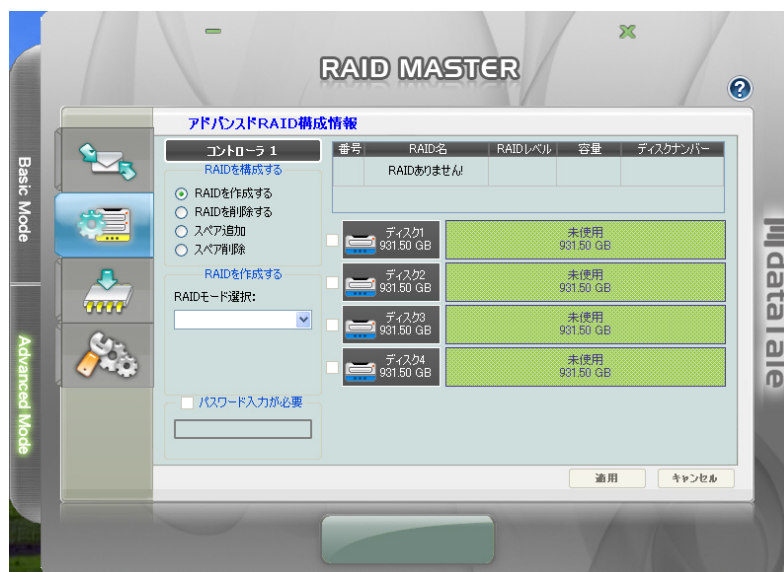 RAID MASTER
?
アドバンスドRAID構成情報
Basic Mode
Advanced Mode
コントローラ 1
RAIDを構成する
RAIDを作成する
RAIDを削除する
スペア追加
スペア削除
RAIDを作成する
RAIDモード選択:
パスワード入力が必要
番号 RAID名 RAIDレベル 容量 ディスクナンバー
RAIDありません!
ディスク1
931.50 GB
未使用
931.50 GB
ディスク2
931.50 GB
未使用
931.50 GB
ディスク3
931.50 GB
未使用
931.50 GB
ディスク4
931.50 GB
未使用
931.50 GB
適用 キャンセル
dataTale